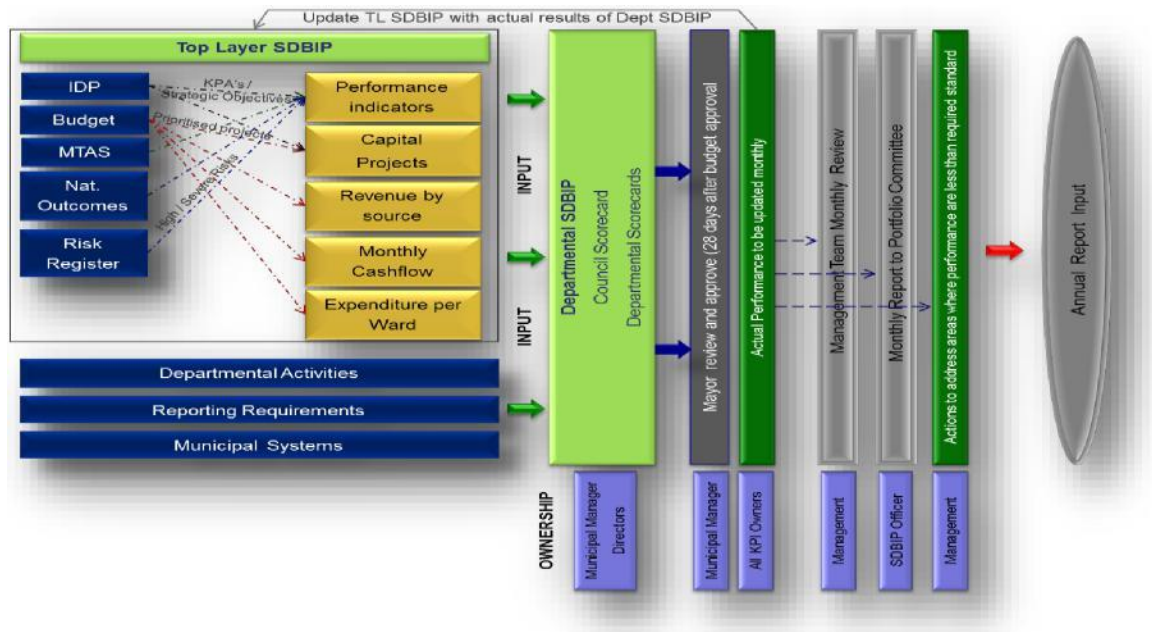 Update TL SDBIP with actual results of Dept SDBIP
Top Layer SDBIP
IDP
Budget
MTAS
Nat.
Outcomes
Risk
Register
KPA's /
Strategic Objectives
Prioritised projects
High / Severe Risks
Performance
indicators
Capital
Projects
Revenue by
source
Monthly
Cashflow
Expenditure per
Ward
Departmental Activities
Reporting Requirements
Municipal Systems
INPUT
INPUT
OWNERSHIP
Departmental SDBIP
Council Scorecard
Departmental Scorecards
Municipal Manager
Directors
Mayor review and approve (28 days after budget approval
Municipal Manager
Actual Performance to be updated monthly
All KPI Owners
Management Team Monthly Review
Management
Monthly Report to Portfolio Committee
SDBIP Officer
Actions to address areas where performance are less than required standard
Management
Annual Report Input